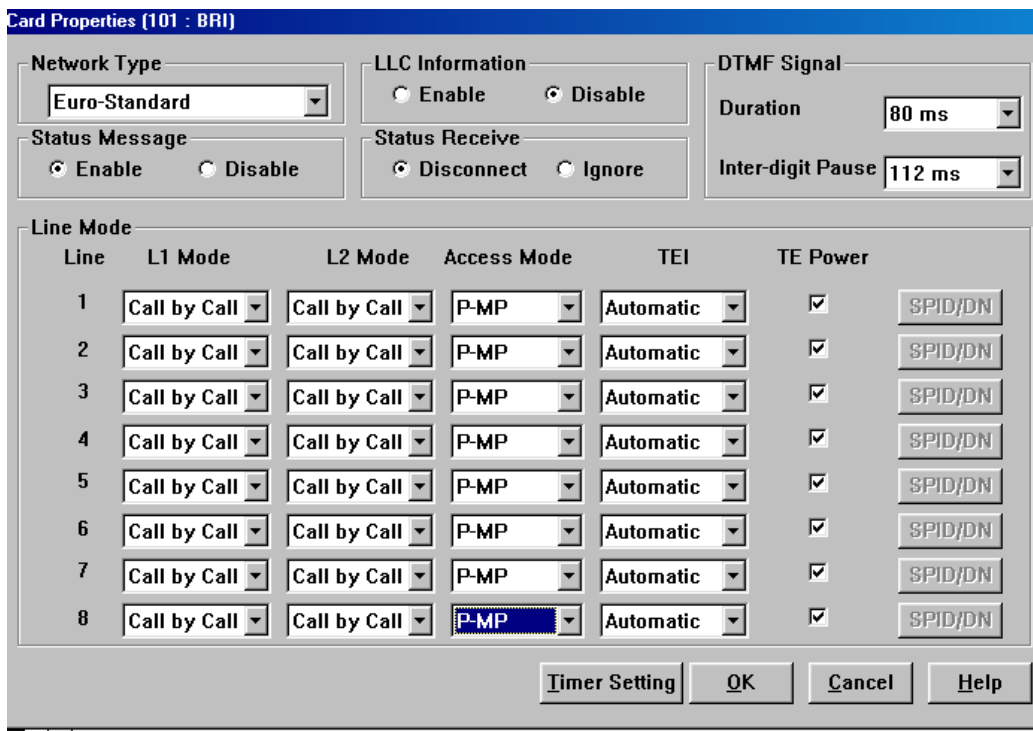 Card Properties (101 : BRI)
Network Type
Euro-Standard
LLC Information
Enable Disable
DTMF Signal
Duration 80 ms
Inter-digit Pause 112 ms
Status Message
Enable Disable
Status Receive
Disconnect Ignore
Line Mode
Line L1 Mode L2 Mode Access Mode TEI TE Power
1 Call by Call Call by Call P-MP Automatic SPID/DN
2 Call by Call Call by Call P-MP Automatic SPID/DN
3 Call by Call Call by Call P-MP Automatic SPID/DN
4 Call by Call Call by Call P-MP Automatic SPID/DN
5 Call by Call Call by Call P-MP Automatic SPID/DN
6 Call by Call Call by Call P-MP Automatic SPID/DN
7 Call by Call Call by Call P-MP Automatic SPID/DN
8 Call by Call Call by Call P-MP Automatic SPID/DN
Timer Setting OK Cancel Help